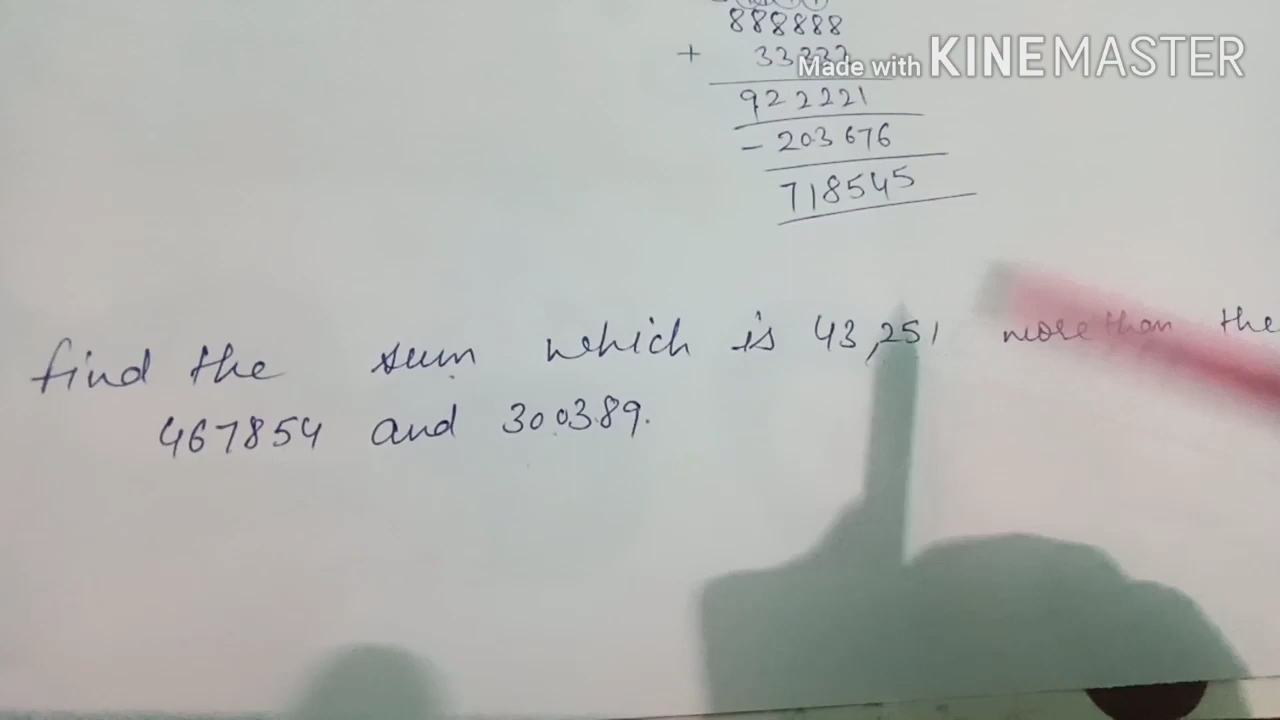 888888
+ 33333
Made with KINEMASTER
922221
- 203676
718545
find the sum which is 43,251 more than the
467854 and 300389.